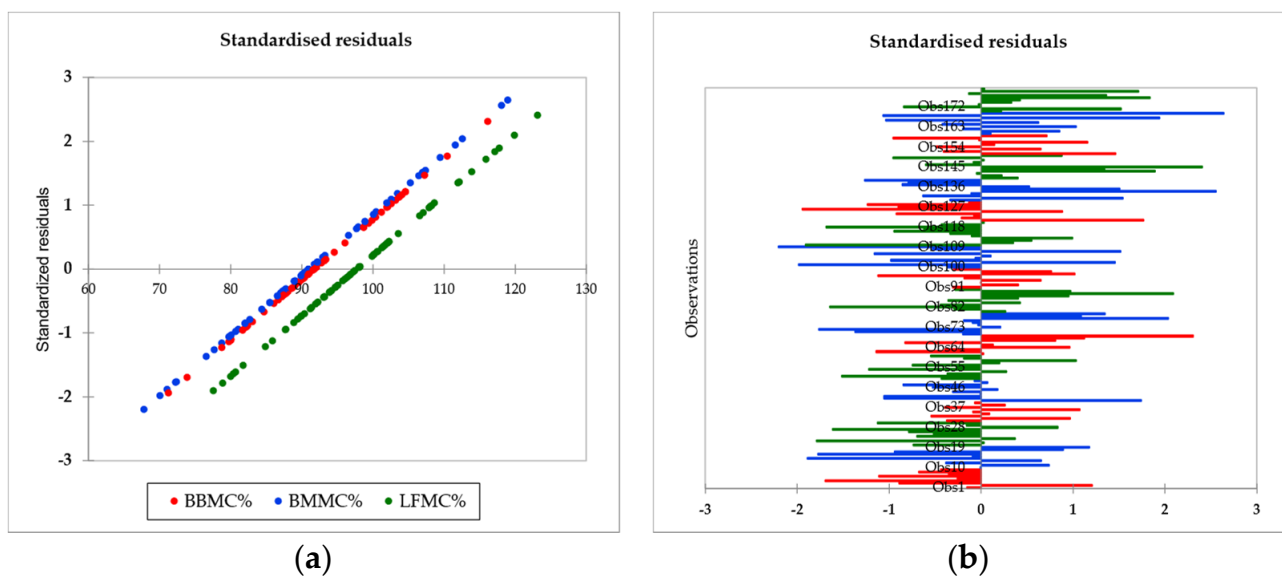 Standardised residuals
3
2
1
0
-1
-2
-3
60
70
80
90
100
110
120
130
Standardized residuals
BBMC%
BMMC%
LFMC%
(a)
Standardised residuals
Observations
Obs172
Obs163
Obs154
Obs145
Obs136
Obs127
Obs118
Obs109
Obs100
Obs91
Obs82
Obs73
Obs64
Obs55
Obs46
Obs37
Obs28
Obs19
Obs10
Obs1
-3
-2
-1
0
1
2
3
(b)